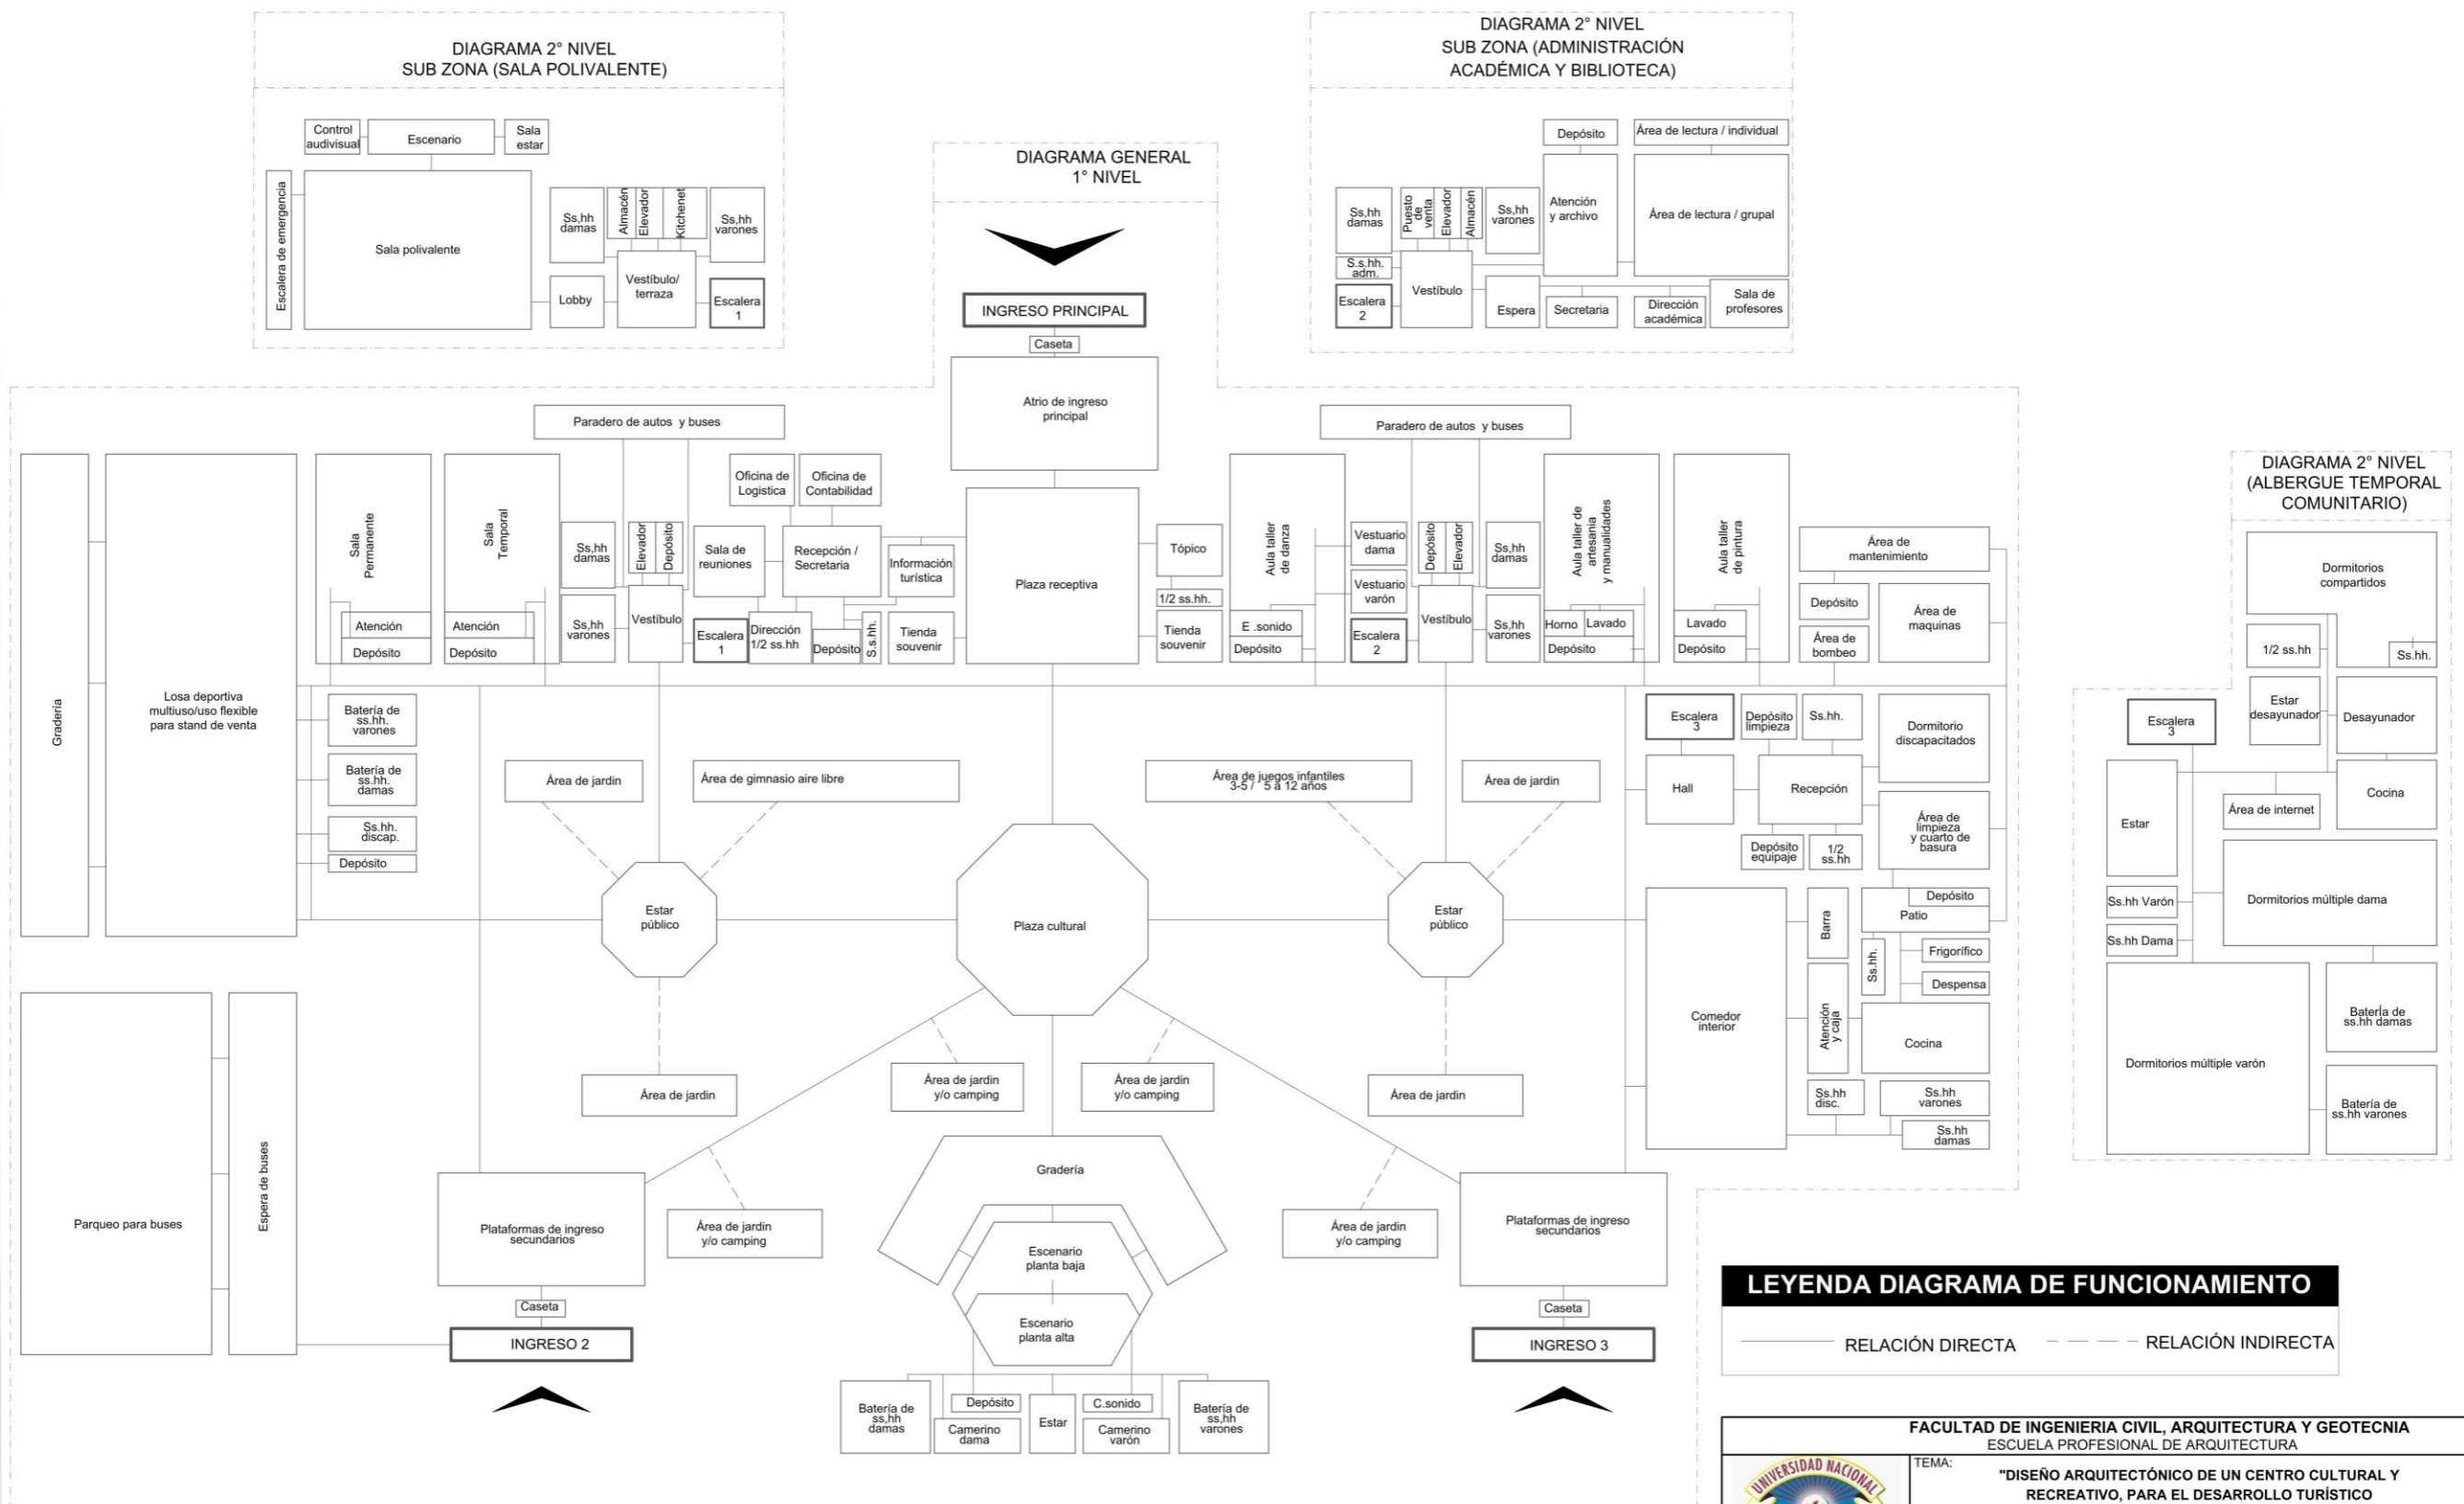 DIAGRAMA 2° NIVEL
SUB ZONA (SALA POLIVALENTE)
Control
audivisual
Escenario
Sala
estar
Escalera de emergencia
Sala polivalente
Ss,hh
damas
Almacén
Elevador
Kitchenet
Ss,hh
varones
Lobby
Vestíbulo/
terraza
Escalera
1
DIAGRAMA GENERAL
1° NIVEL
INGRESO PRINCIPAL
Caseta
Atrio de ingreso
principal
DIAGRAMA 2° NIVEL
SUB ZONA (ADMINISTRACIÓN
ACADÉMICA Y BIBLIOTECA)
Depósito
Área de lectura / individual
Ss,hh
damas
Puesto
de
venta
Elevador
Almacén
Ss,hh
varones
Atención
y archivo
Área de lectura / grupal
S.s.hh.
adm.
Escalera
2
Vestíbulo
Espera
Secretaria
Dirección
académica
Sala de
profesores
Paradero de autos y buses
Paradero de autos y buses
Gradería
Losa deportiva
multiuso/uso flexible
para stand de venta
Sala
Permanente
Atención
Depósito
Sala
Temporal
Atención
Depósito
Ss,hh
damas
Ss,hh
varones
Elevador
Depósito
Vestíbulo
Escalera
1
Oficina de
Logistica
Oficina de
Contabilidad
Sala de
reuniones
Recepción /
Secretaria
Información
turística
Dirección
1/2 ss.hh
Depósito
S.s.hh.
Tienda
souvenir
Plaza receptiva
Tópico
1/2 ss.hh.
Tienda
souvenir
Aula taller
de danza
E .sonido
Depósito
Vestuario
dama
Vestuario
varón
Escalera
2
Depósito
Elevador
Vestíbulo
Ss,hh
damas
Ss,hh
varones
Aula taller de
artesania
y manualidades
Horno
Lavado
Depósito
Aula taller
de pintura
Lavado
Depósito
Área de
mantenimiento
Depósito
Área de
maquinas
Área de
bombeo
Batería de
ss.hh.
varones
Batería de
ss.hh.
damas
Ss.hh.
discap.
Depósito
Área de jardin
Área de gimnasio aire libre
Área de juegos infantiles
3-5 / 5 a 12 años
Área de jardin
Estar
público
Plaza cultural
Estar
público
Área de jardin
Área de jardin
y/o camping
Área de jardin
y/o camping
Área de jardin
Escalera
3
Depósito
limpieza
Ss.hh.
Dormitorio
discapacitados
Hall
Recepción
Depósito
equipaje
1/2
ss.hh
Área de
limpieza
y cuarto de
basura
Comedor
interior
Barra
Atención
y caja
Depósito
Patio
Ss.hh.
Frigorífico
Despensa
Cocina
Ss.hh
disc.
Ss.hh
varones
Ss.hh
damas
Parqueo para buses
Espera de buses
Plataformas de ingreso
secundarios
Área de jardin
y/o camping
Caseta
INGRESO 2
Gradería
Escenario
planta baja
Escenario
planta alta
Batería de
ss,hh
damas
Depósito
Camerino
dama
Estar
C.sonido
Camerino
varón
Batería de
ss,hh
varones
Área de jardin
y/o camping
Plataformas de ingreso
secundarios
Caseta
INGRESO 3
DIAGRAMA 2° NIVEL
(ALBERGUE TEMPORAL
COMUNITARIO)
Dormitorios
compartidos
1/2 ss.hh
Ss.hh.
Escalera
3
Estar
desayunador
Desayunador
Estar
Área de internet
Cocina
Ss.hh Varón
Dormitorios múltiple dama
Ss.hh Dama
Dormitorios múltiple varón
Batería de
ss.hh damas
Batería de
ss.hh varones
LEYENDA DIAGRAMA DE FUNCIONAMIENTO
RELACIÓN DIRECTA
RELACIÓN INDIRECTA
FACULTAD DE INGENIERIA CIVIL, ARQUITECTURA Y GEOTECNIA
ESCUELA PROFESIONAL DE ARQUITECTURA
UNIVERSIDAD NACIONAL
TEMA:
"DISEÑO ARQUITECTÓNICO DE UN CENTRO CULTURAL Y
RECREATIVO, PARA EL DESARROLLO TURÍSTICO